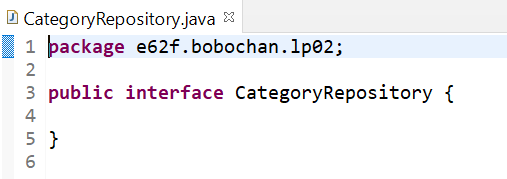 CategoryRepository.java
1 package e62f.bobochan.lp02;
2
3 public interface CategoryRepository {
4
5 }
6